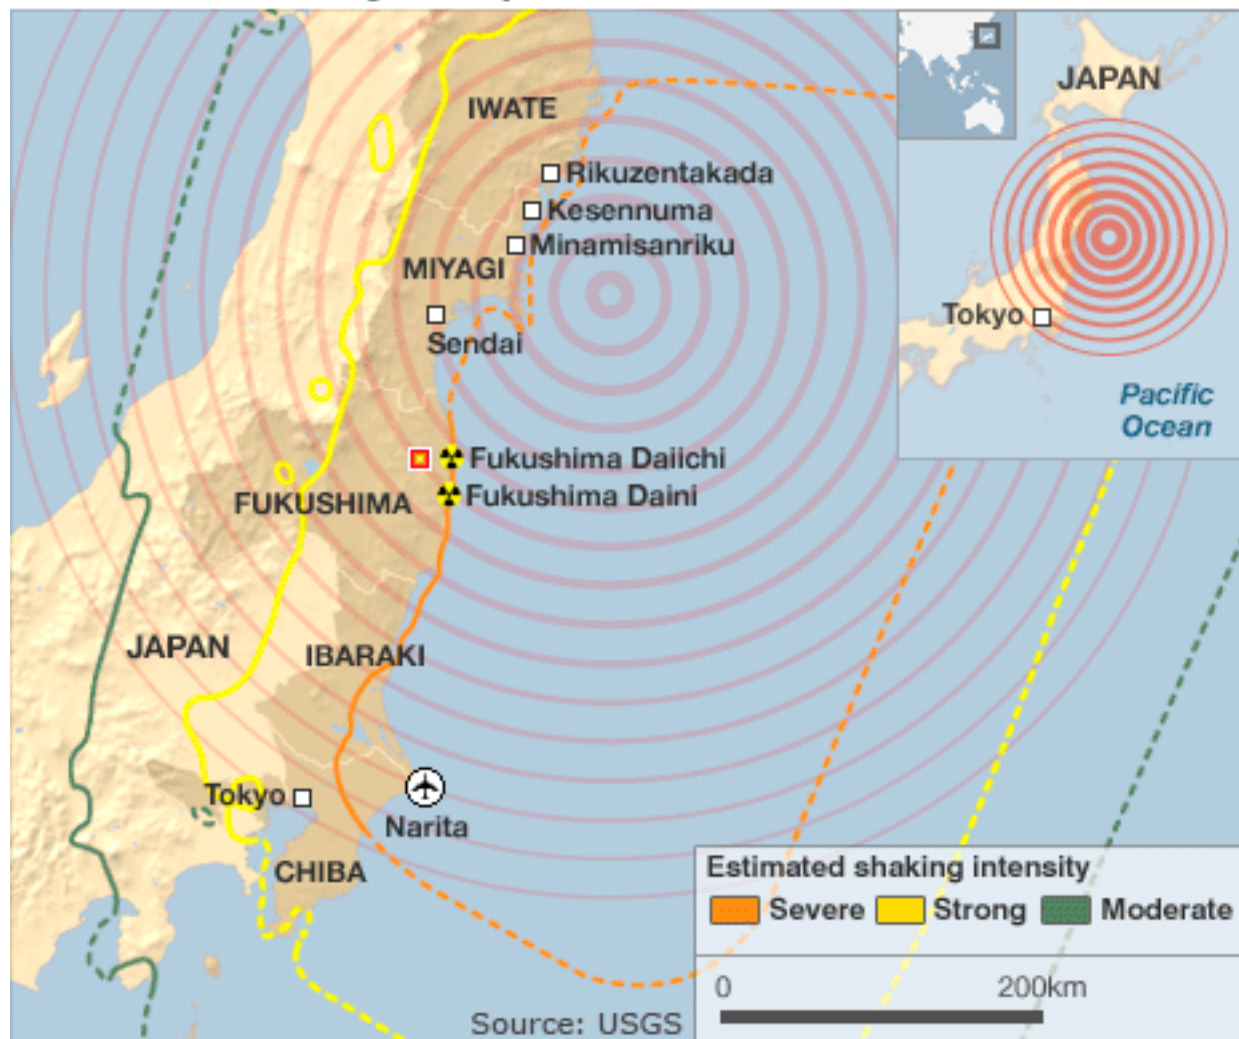 IWATE
JAPAN
Rikuzentakada
Kesennuma
Minamisanriku
MIYAGI
Sendai
Tokyo
Pacific
Ocean
Fukushima Daiichi
FUKUSHIMA
Fukushima Daini
JAPAN
IBARAKI
Tokyo
Narita
CHIBA
Estimated shaking intensity
Severe Strong Moderate
0 200km
Source: USGS